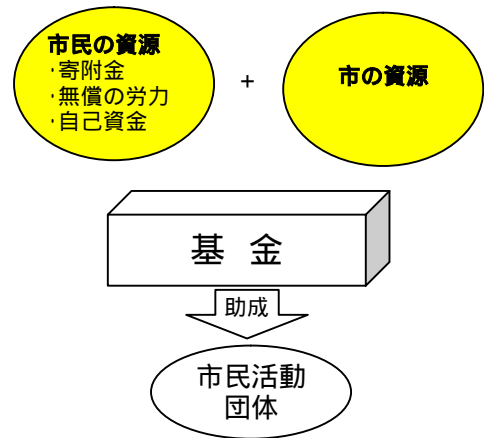 市民の資源
・寄附金
・無償の労力
・自己資金
+
市の資源
基 金
助成
市民活動
団体